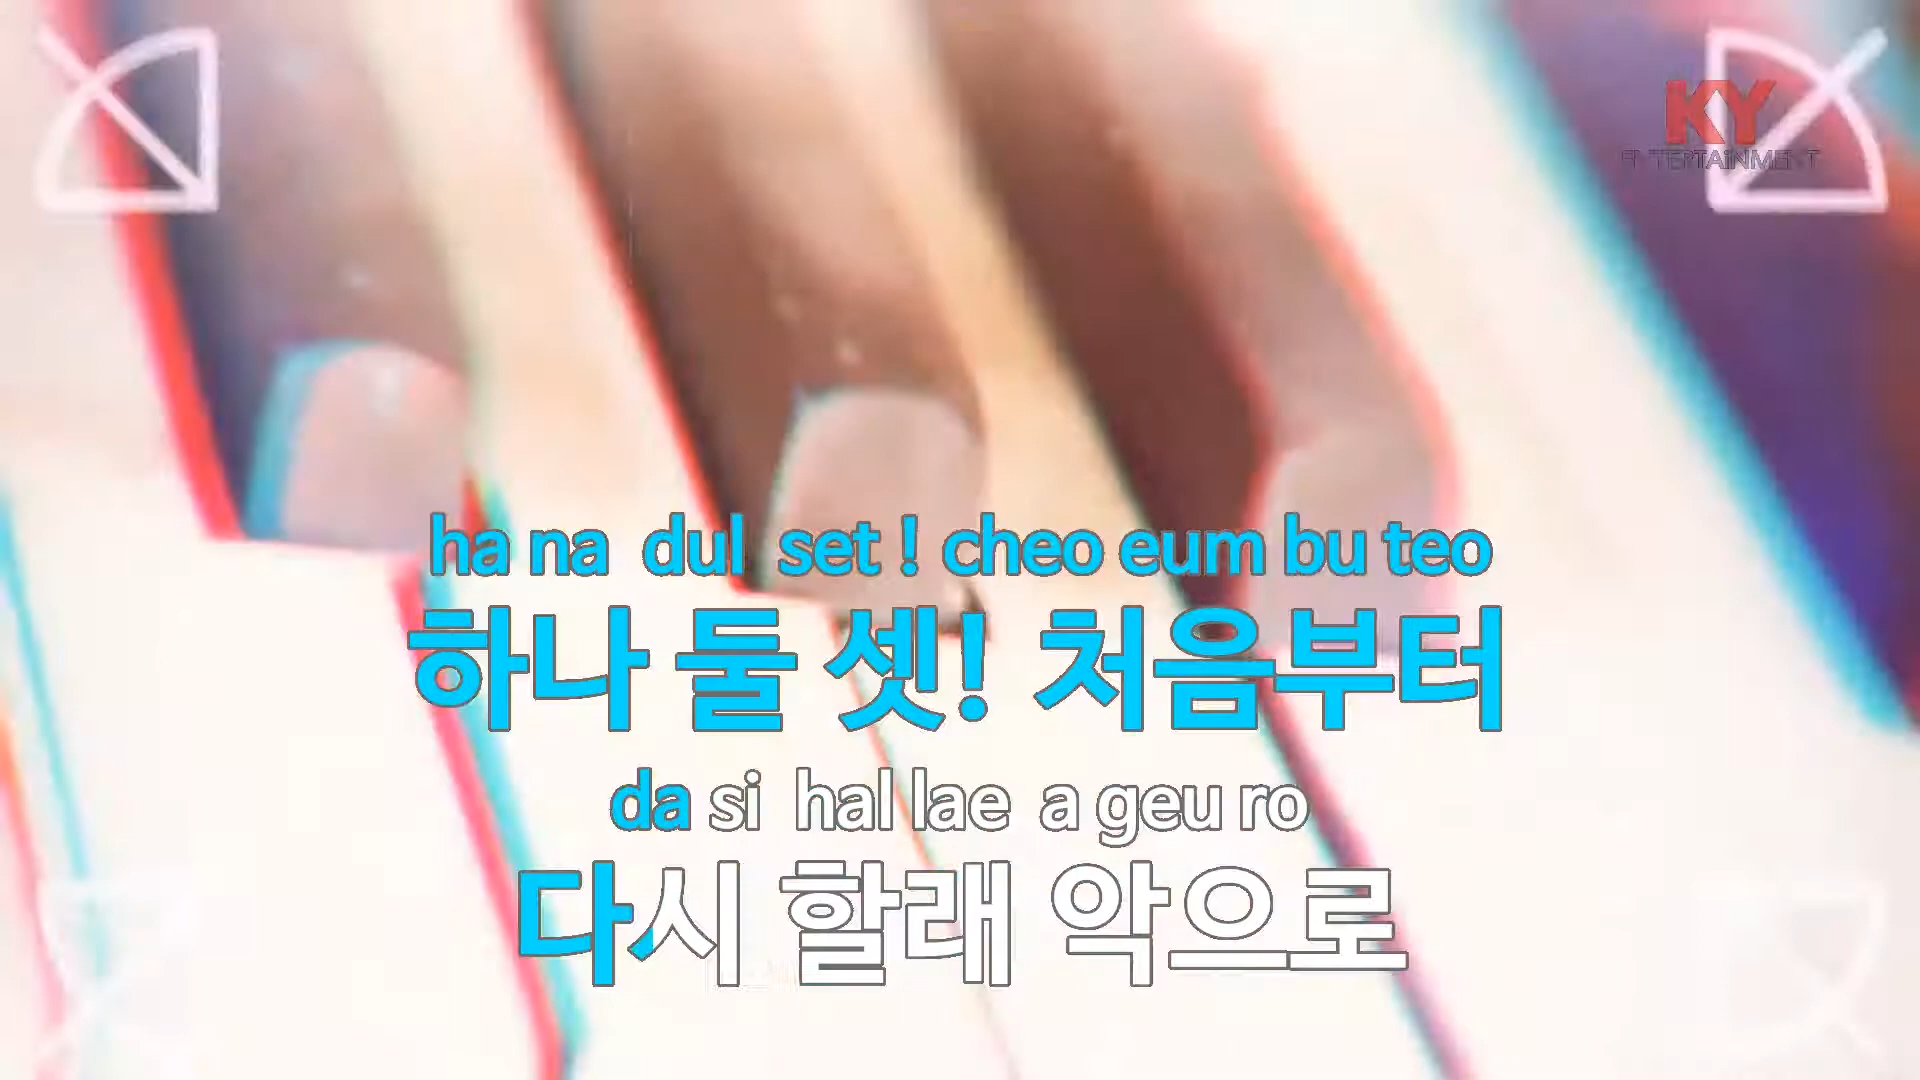 KY
ENTERTAINMENT
ha na dul set ! cheo eum bu teo
하나 둘 셋! 처음부터
da si hal lae a geu ro
다시 할래 악으로